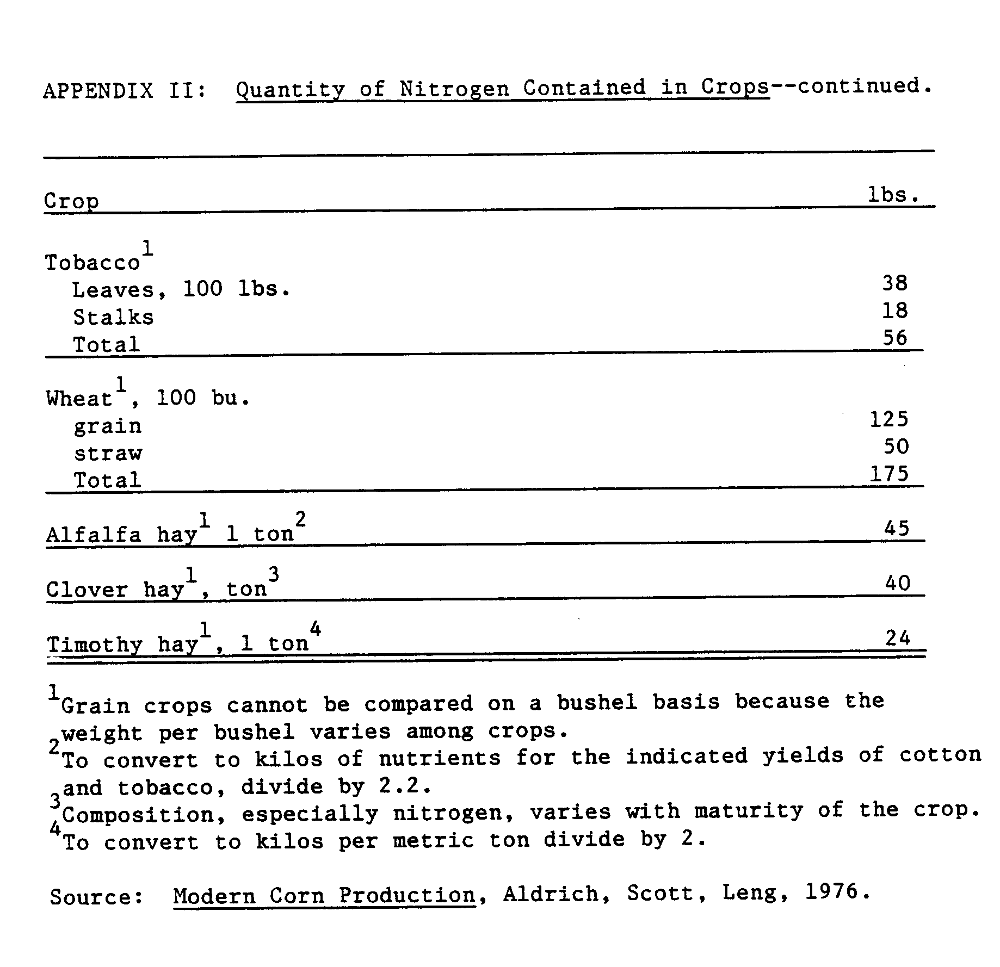 APPENDIX II: Quantity of Nitrogen Contained in Crops--continued.
Crop lbs.
Tobacco¹
Leaves, 100 lbs. 38
Stalks 18
Total 56
Wheat¹, 100 bu.
grain 125
straw 50
Total 175
Alfalfa hay¹ 1 ton² 45
Clover hay¹, ton³ 40
Timothy hay¹, 1 ton⁴ 24
¹Grain crops cannot be compared on a bushel basis because the
weight per bushel varies among crops.
²To convert to kilos of nutrients for the indicated yields of cotton
and tobacco, divide by 2.2.
³Composition, especially nitrogen, varies with maturity of the crop.
⁴To convert to kilos per metric ton divide by 2.
Source: Modern Corn Production, Aldrich, Scott, Leng, 1976.